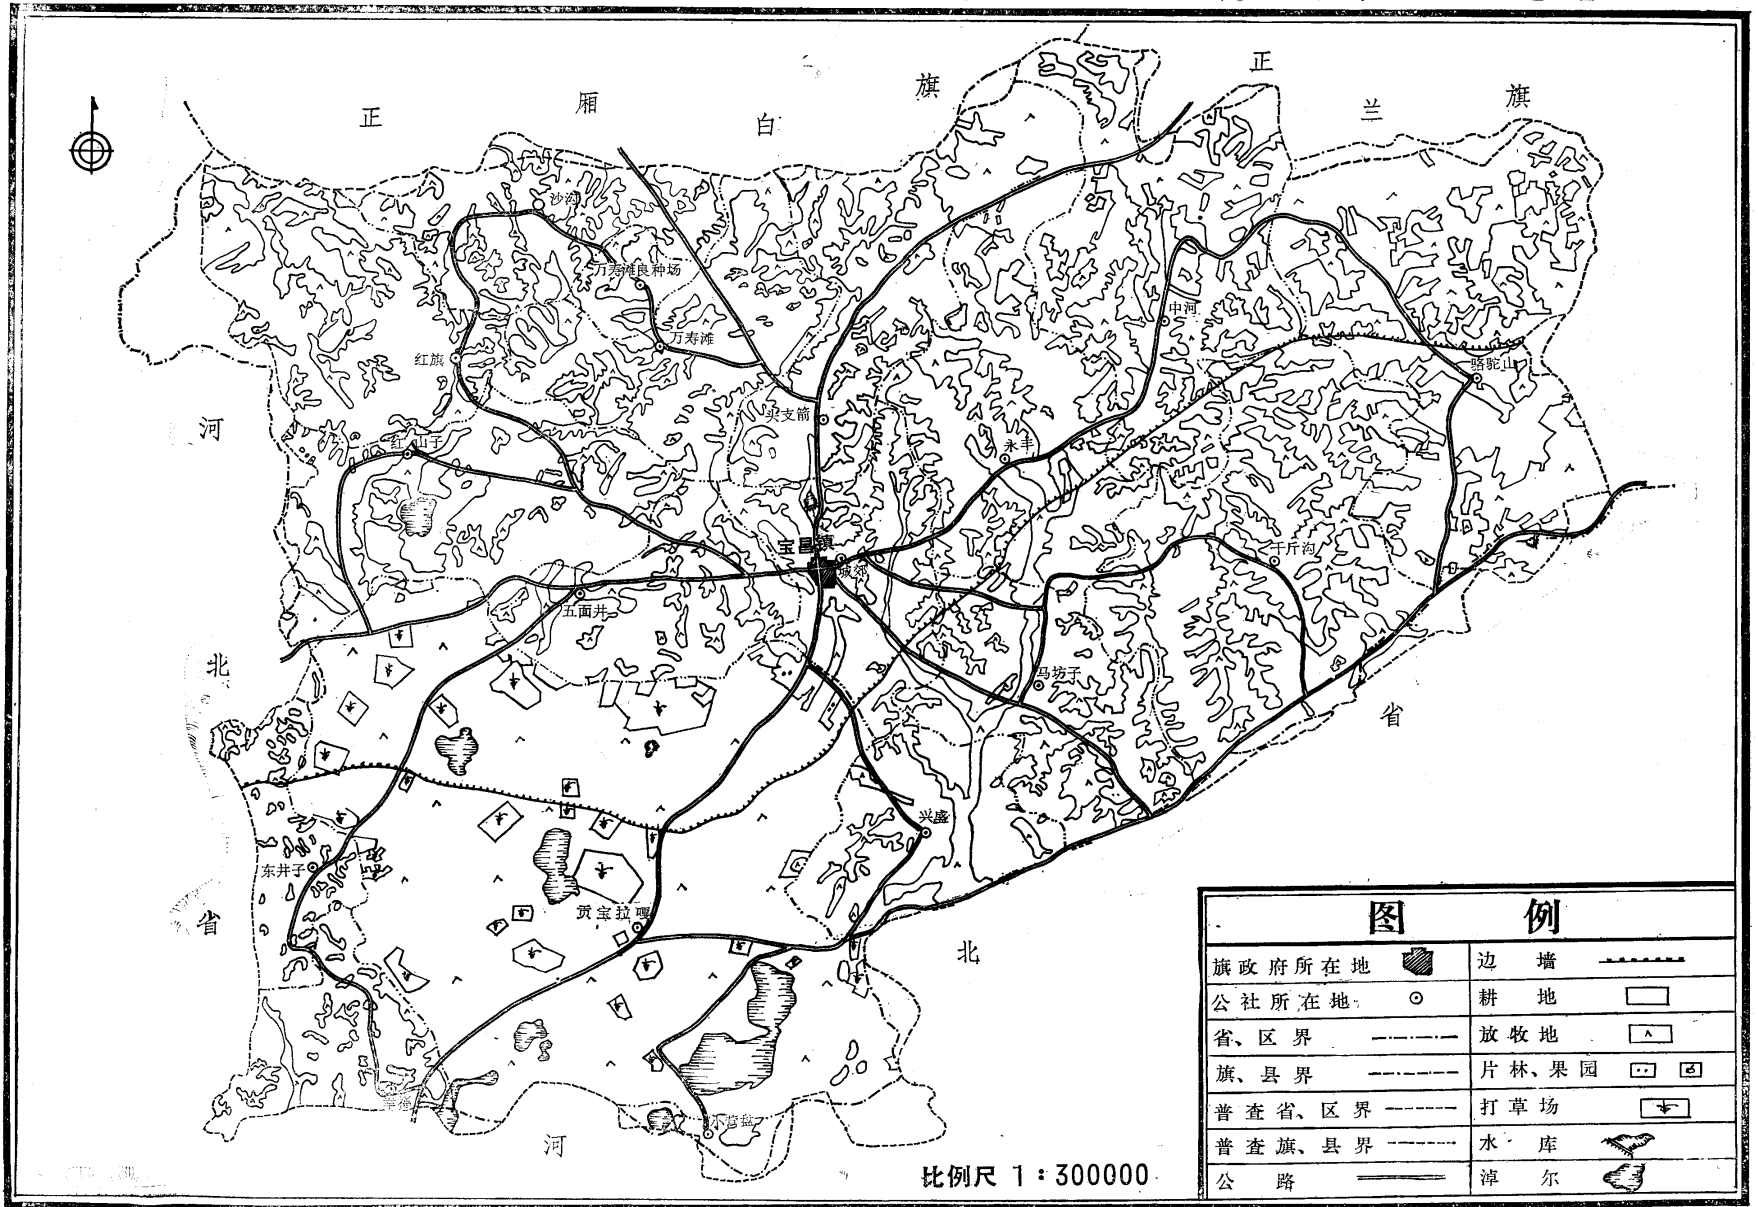 正 厢 白 旗
正 兰 旗
沙沟
万寿滩良种场
万寿滩
红旗
红山子
中河
骆驼山
永丰
宝昌镇
城郊
千斤沟
五面井
马坊子
兴盛
东井子
贡宝拉嘎
小营盘
河
北
省
河
北
省
比例尺 1:300000
图 例
旗政府所在地
公社所在地
省、区界
旗、县界
普查省、区界
普查旗、县界
公路
边墙
耕地
放牧地
片林、果园
打草场
水库
淖尔